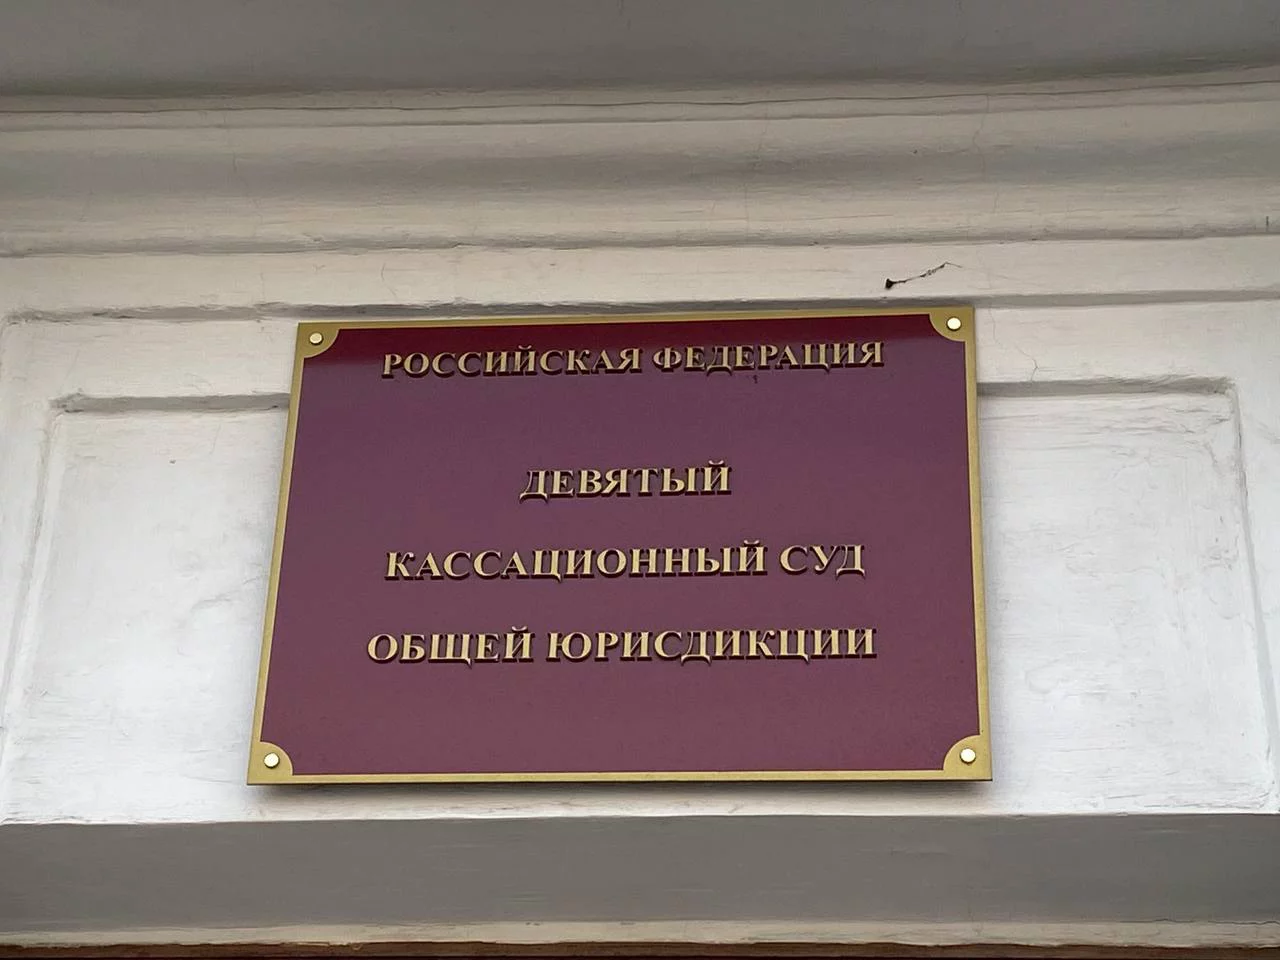 РОССИЙСКАЯ ФЕДЕРАЦИЯ
ДЕВЯТЫЙ
КАССАЦИОННЫЙ СУД
ОБЩЕЙ ЮРИСДИКЦИИ